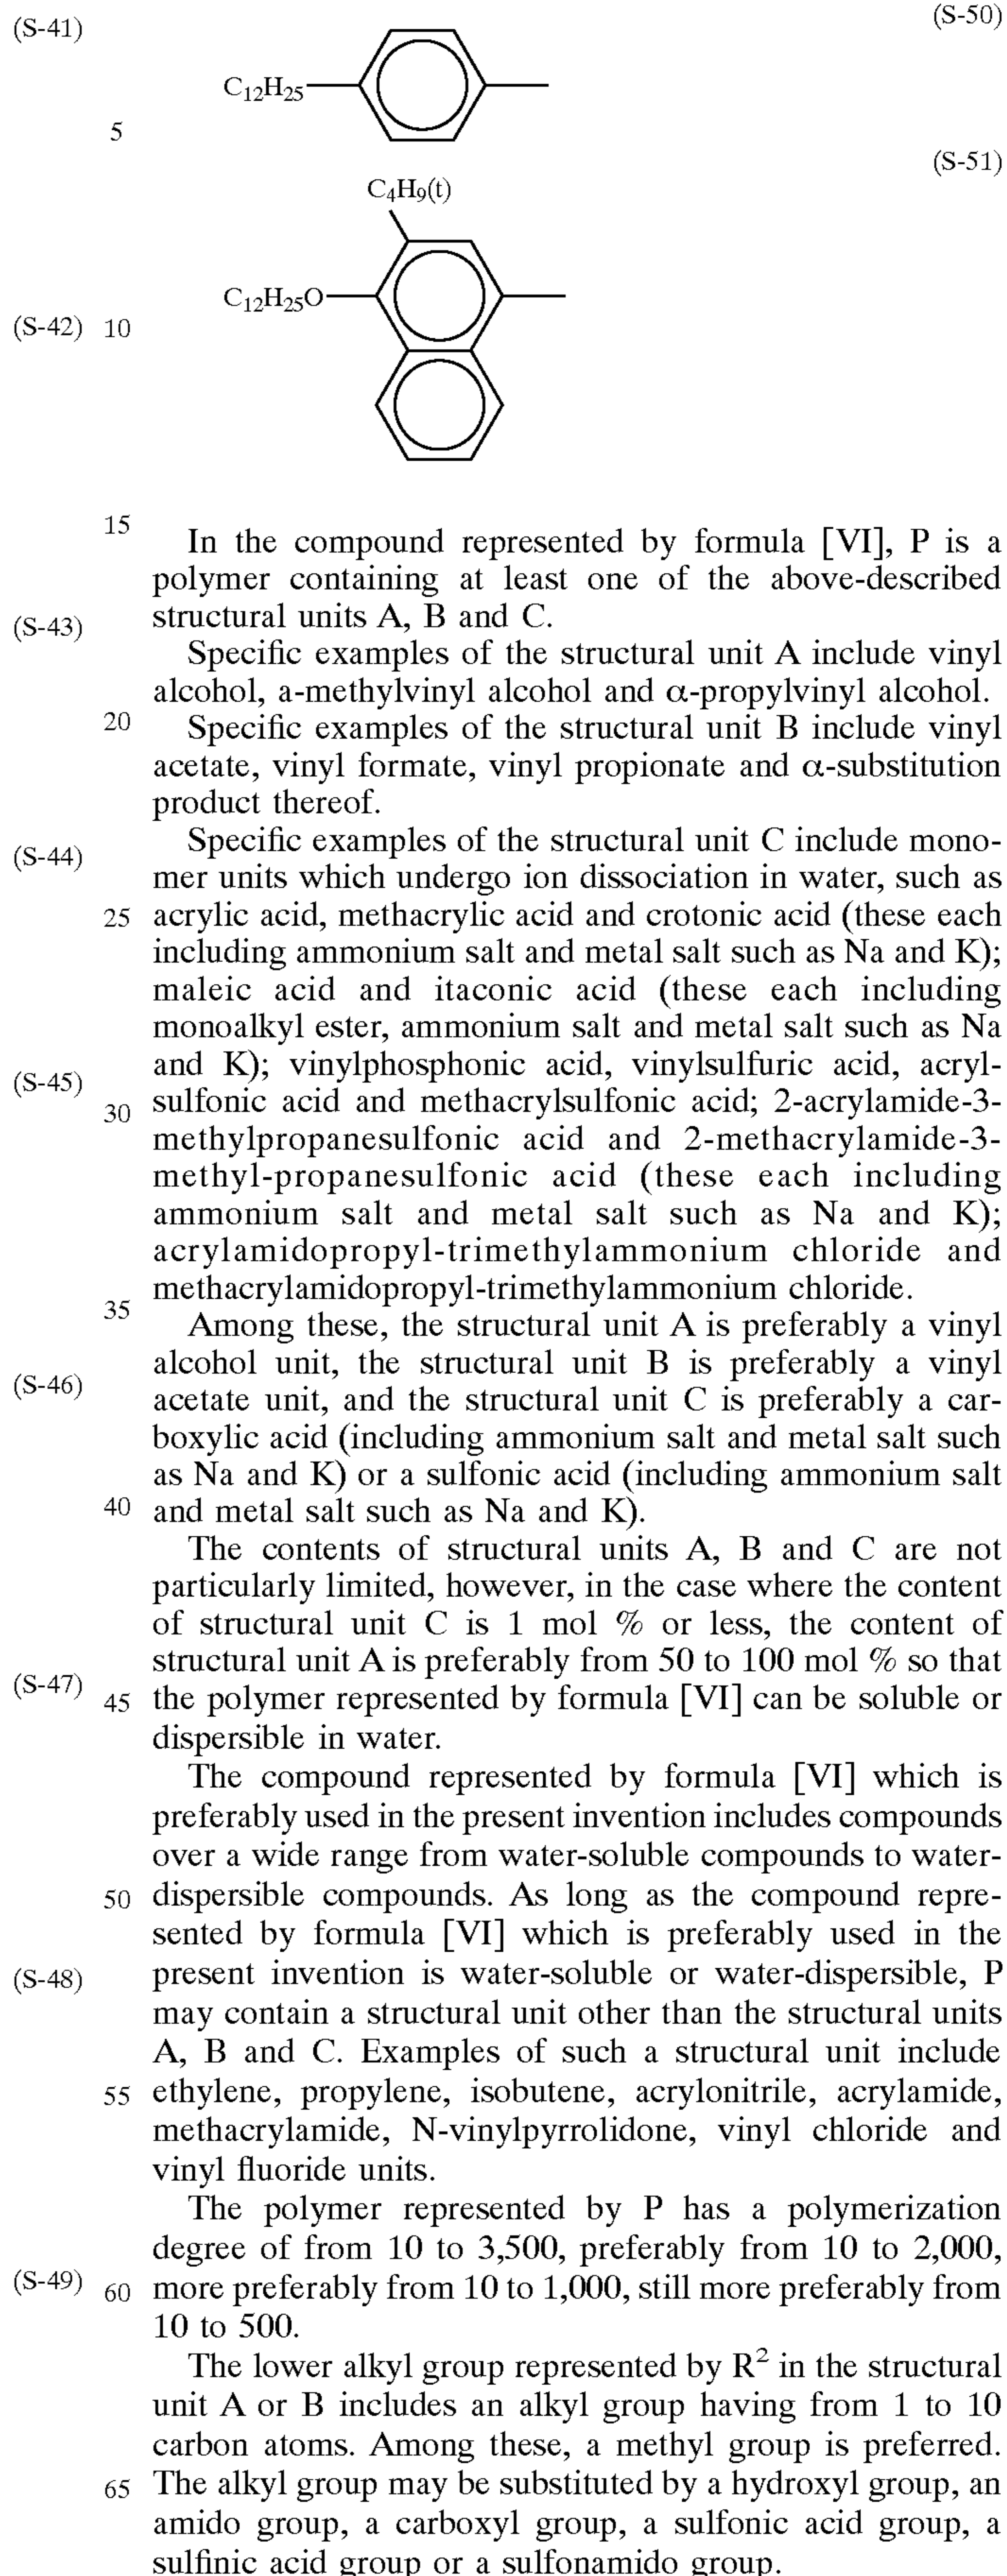 (S-41)
(S-50)
C₁₂H₂₅
5
(S-51)
C₄H₉(t)
C₁₂H₂₅O
(S-42) 10
15
In the compound represented by formula [VI], P is a
polymer containing at least one of the above-described
structural units A, B and C.
(S-43)
Specific examples of the structural unit A include vinyl
alcohol, a-methylvinyl alcohol and α-propylvinyl alcohol.
20 Specific examples of the structural unit B include vinyl
acetate, vinyl formate, vinyl propionate and α-substitution
product thereof.
(S-44) Specific examples of the structural unit C include mono-
mer units which undergo ion dissociation in water, such as
25 acrylic acid, methacrylic acid and crotonic acid (these each
including ammonium salt and metal salt such as Na and K);
maleic acid and itaconic acid (these each including
monoalkyl ester, ammonium salt and metal salt such as Na
(S-45) and K); vinylphosphonic acid, vinylsulfuric acid, acryl-
30 sulfonic acid and methacrylsulfonic acid; 2-acrylamide-3-
methylpropanesulfonic acid and 2-methacrylamide-3-
methyl-propanesulfonic acid (these each including
ammonium salt and metal salt such as Na and K);
acrylamidopropyl-trimethylammonium chloride and
methacrylamidopropyl-trimethylammonium chloride.
35 Among these, the structural unit A is preferably a vinyl
alcohol unit, the structural unit B is preferably a vinyl
(S-46) acetate unit, and the structural unit C is preferably a car-
boxylic acid (including ammonium salt and metal salt such
as Na and K) or a sulfonic acid (including ammonium salt
40 and metal salt such as Na and K).
The contents of structural units A, B and C are not
particularly limited, however, in the case where the content
of structural unit C is 1 mol % or less, the content of
structural unit A is preferably from 50 to 100 mol % so that
(S-47) 45 the polymer represented by formula [VI] can be soluble or
dispersible in water.
The compound represented by formula [VI] which is
preferably used in the present invention includes compounds
over a wide range from water-soluble compounds to water-
50 dispersible compounds. As long as the compound repre-
sented by formula [VI] which is preferably used in the
(S-48) present invention is water-soluble or water-dispersible, P
may contain a structural unit other than the structural units
A, B and C. Examples of such a structural unit include
55 ethylene, propylene, isobutene, acrylonitrile, acrylamide,
methacrylamide, N-vinylpyrrolidone, vinyl chloride and
vinyl fluoride units.
The polymer represented by P has a polymerization
degree of from 10 to 3,500, preferably from 10 to 2,000,
(S-49) 60 more preferably from 10 to 1,000, still more preferably from
10 to 500.
The lower alkyl group represented by R² in the structural
unit A or B includes an alkyl group having from 1 to 10
carbon atoms. Among these, a methyl group is preferred.
65 The alkyl group may be substituted by a hydroxyl group, an
amido group, a carboxyl group, a sulfonic acid group, a
sulfinic acid group or a sulfonamido group.